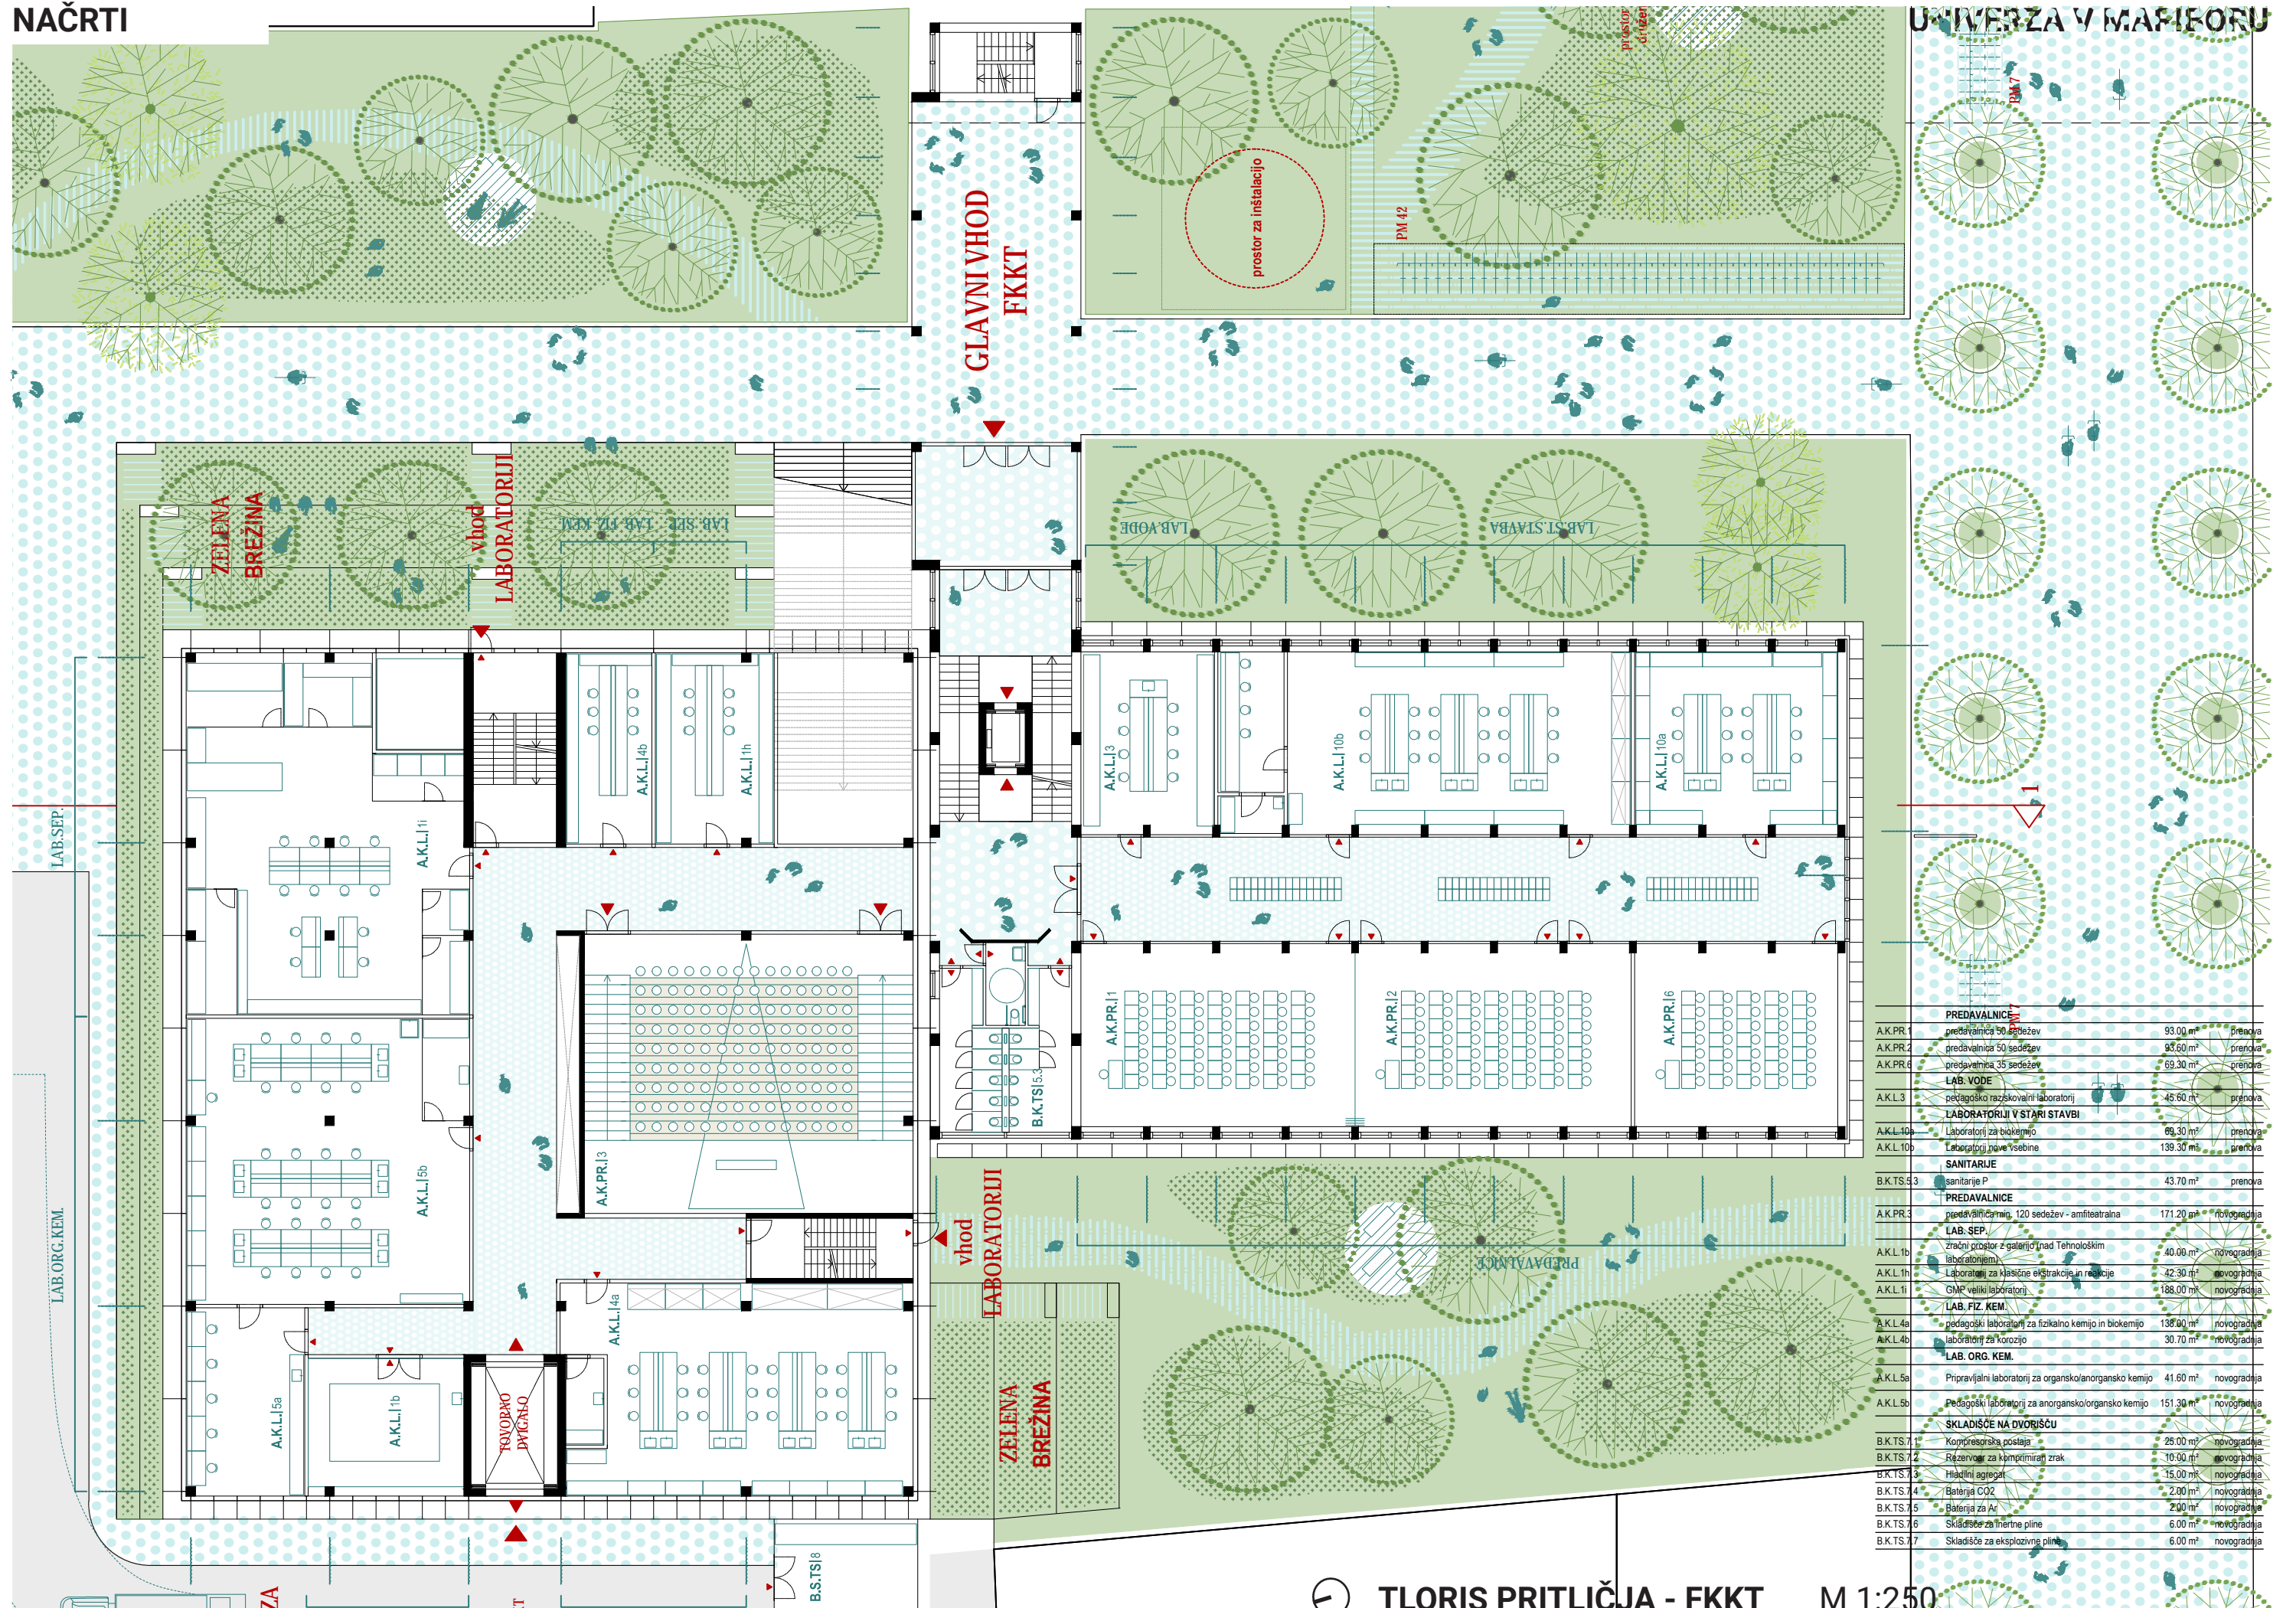 NAČRTI
UNIVERZA V MARIBORU
prostor
PM 7
prostor za inštalacijo
PM 42
GLAVNI VHOD
FKKT
ZELENA
BREŽINA
vhod
LABORATORIJI
LAB. FIZ. KEM.
LAB. SEP.
LAB.VODE
LAB.ST.STAVBA
LAB.SEP.
LAB.ORG.KEM.
A.K.L.|1i
A.K.L.|4b
A.K.L.|1h
A.K.L.|3
A.K.L.|10b
A.K.L.|10a
1
A.K.PR.|1
A.K.PR.|2
A.K.PR.|6
B.K.TS|5.3
A.K.PR.|3
A.K.L.|5b
A.K.L.|4a
A.K.L.|5a
A.K.L.|1b
TOVORNO
DVIGALO
vhod
LABORATORIJI
ZELENA
BREŽINA
PREDAVALNICE
B.S.TS|8
PM 7
PREDAVALNICE
A.K.PR.1 predavalnica 50 sedežev 93.00 m² prenova
A.K.PR.2 predavalnica 50 sedežev 93.60 m² prenova
A.K.PR.6 predavalnica 35 sedežev 69.30 m² prenova
LAB. VODE
A.K.L.3 pedagoško raziskovalni laboratorij 45.60 m² prenova
LABORATORIJI V STARI STAVBI
A.K.L.10a Laboratorij za biokemijo 69.30 m² prenova
A.K.L.10b Laboratorij nove vsebine 139.30 m² prenova
SANITARIJE
B.K.TS.5.3 sanitarije P 43.70 m² prenova
PREDAVALNICE
A.K.PR.3 predavalnica min. 120 sedežev - amfiteatralna 171.20 m² novogradnja
LAB. SEP.
A.K.L.1b zračni prostor z galerijo (nad Tehnološkim laboratorijem) 40.00 m² novogradnja
A.K.L.1h Laboratorij za klasične ekstrakcije in reakcije 42.30 m² novogradnja
A.K.L.1i GMP veliki laboratorij 188.00 m² novogradnja
LAB. FIZ. KEM.
A.K.L.4a pedagoški laboratorij za fizikalno kemijo in biokemijo 138.00 m² novogradnja
A.K.L.4b laboratorij za korozijo 30.70 m² novogradnja
LAB. ORG. KEM.
A.K.L.5a Pripravljalni laboratorij za organsko/anorgansko kemijo 41.60 m² novogradnja
A.K.L.5b Pedagoški laboratorij za anorgansko/organsko kemijo 151.30 m² novogradnja
SKLADIŠČE NA DVORIŠČU
B.K.TS.7.1 Kompresorska postaja 25.00 m² novogradnja
B.K.TS.7.2 Rezervoar za komprimiran zrak 10.00 m² novogradnja
B.K.TS.7.3 Hladilni agregat 15.00 m² novogradnja
B.K.TS.7.4 Baterija CO2 2.00 m² novogradnja
B.K.TS.7.5 Baterija za Ar 2.00 m² novogradnja
B.K.TS.7.6 Skladišče za inertne pline 6.00 m² novogradnja
B.K.TS.7.7 Skladišče za eksplozivne pline 6.00 m² novogradnja
TLORIS PRITLIČJA - FKKT M 1:250